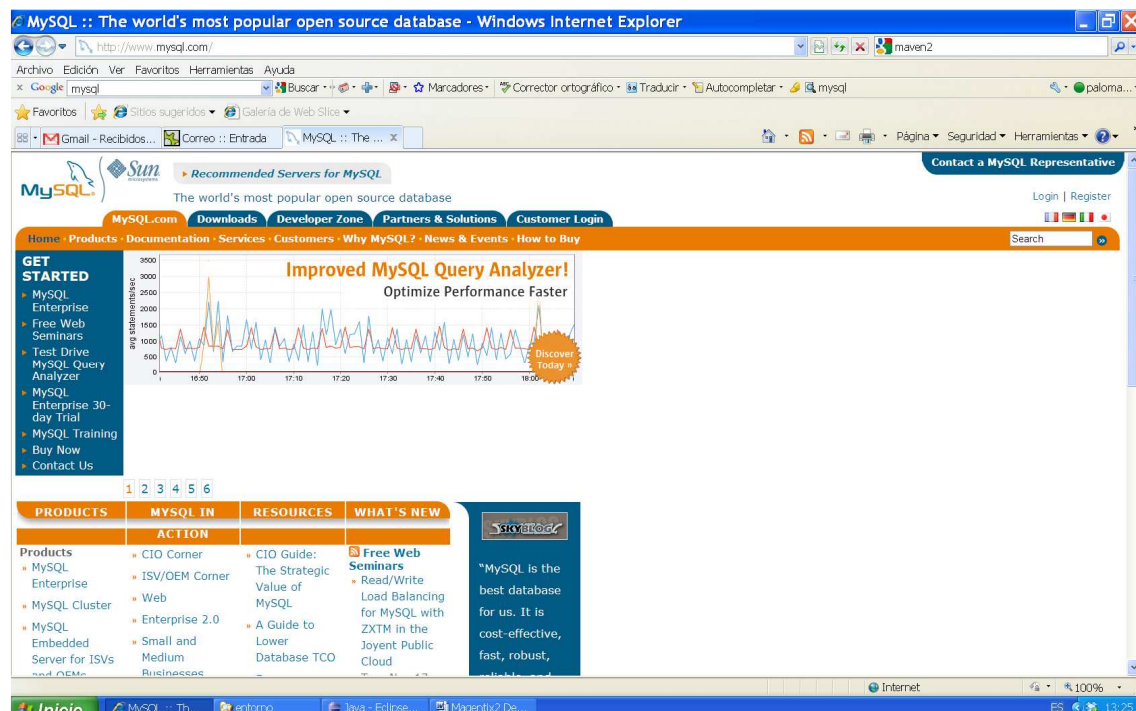 MySQL :: The world's most popular open source database - Windows Internet Explorer
http://www.mysql.com/
maven2
Archivo Edición Ver Favoritos Herramientas Ayuda
x Google mysql Buscar Marcadores Corrector ortográfico Traducir Autocompletar mysql paloma...
Favoritos Sitios sugeridos Galería de Web Slice
Gmail - Recibidos... Correo :: Entrada MySQL :: The ... x Página Seguridad Herramientas
MySQL
Sun
microsystems
Recommended Servers for MySQL
The world's most popular open source database
Contact a MySQL Representative
Login | Register
MySQL.com Downloads Developer Zone Partners & Solutions Customer Login
Home Products Documentation Services Customers Why MySQL? News & Events How to Buy
Search
GET STARTED
MySQL Enterprise
Free Web Seminars
Test Drive MySQL Query Analyzer
MySQL Enterprise 30-day Trial
MySQL Training
Buy Now
Contact Us
Improved MySQL Query Analyzer!
Optimize Performance Faster
avg statements/sec
3500
3000
2500
2000
1500
1000
500
0
16:50 17:00 17:10 17:20 17:30 17:40 17:50 18:00
Discover Today »
1 2 3 4 5 6
PRODUCTS
Products
» MySQL Enterprise
» MySQL Cluster
» MySQL Embedded Server for ISVs and OEMs
MYSQL IN ACTION
» CIO Corner
» ISV/OEM Corner
» Web
» Enterprise 2.0
» Small and Medium Businesses
RESOURCES
» CIO Guide: The Strategic Value of MySQL
» A Guide to Lower Database TCO
WHAT'S NEW
Free Web Seminars
» Read/Write Load Balancing for MySQL with ZXTM in the Joyent Public Cloud
SKYBLOG
"MySQL is the
best database
for us. It is
cost-effective,
fast, robust,
reliable, and
Internet 100%
Inicio MySQL :: Th... entorno Java - Eclipse... Magentix2 De... ES 13:25